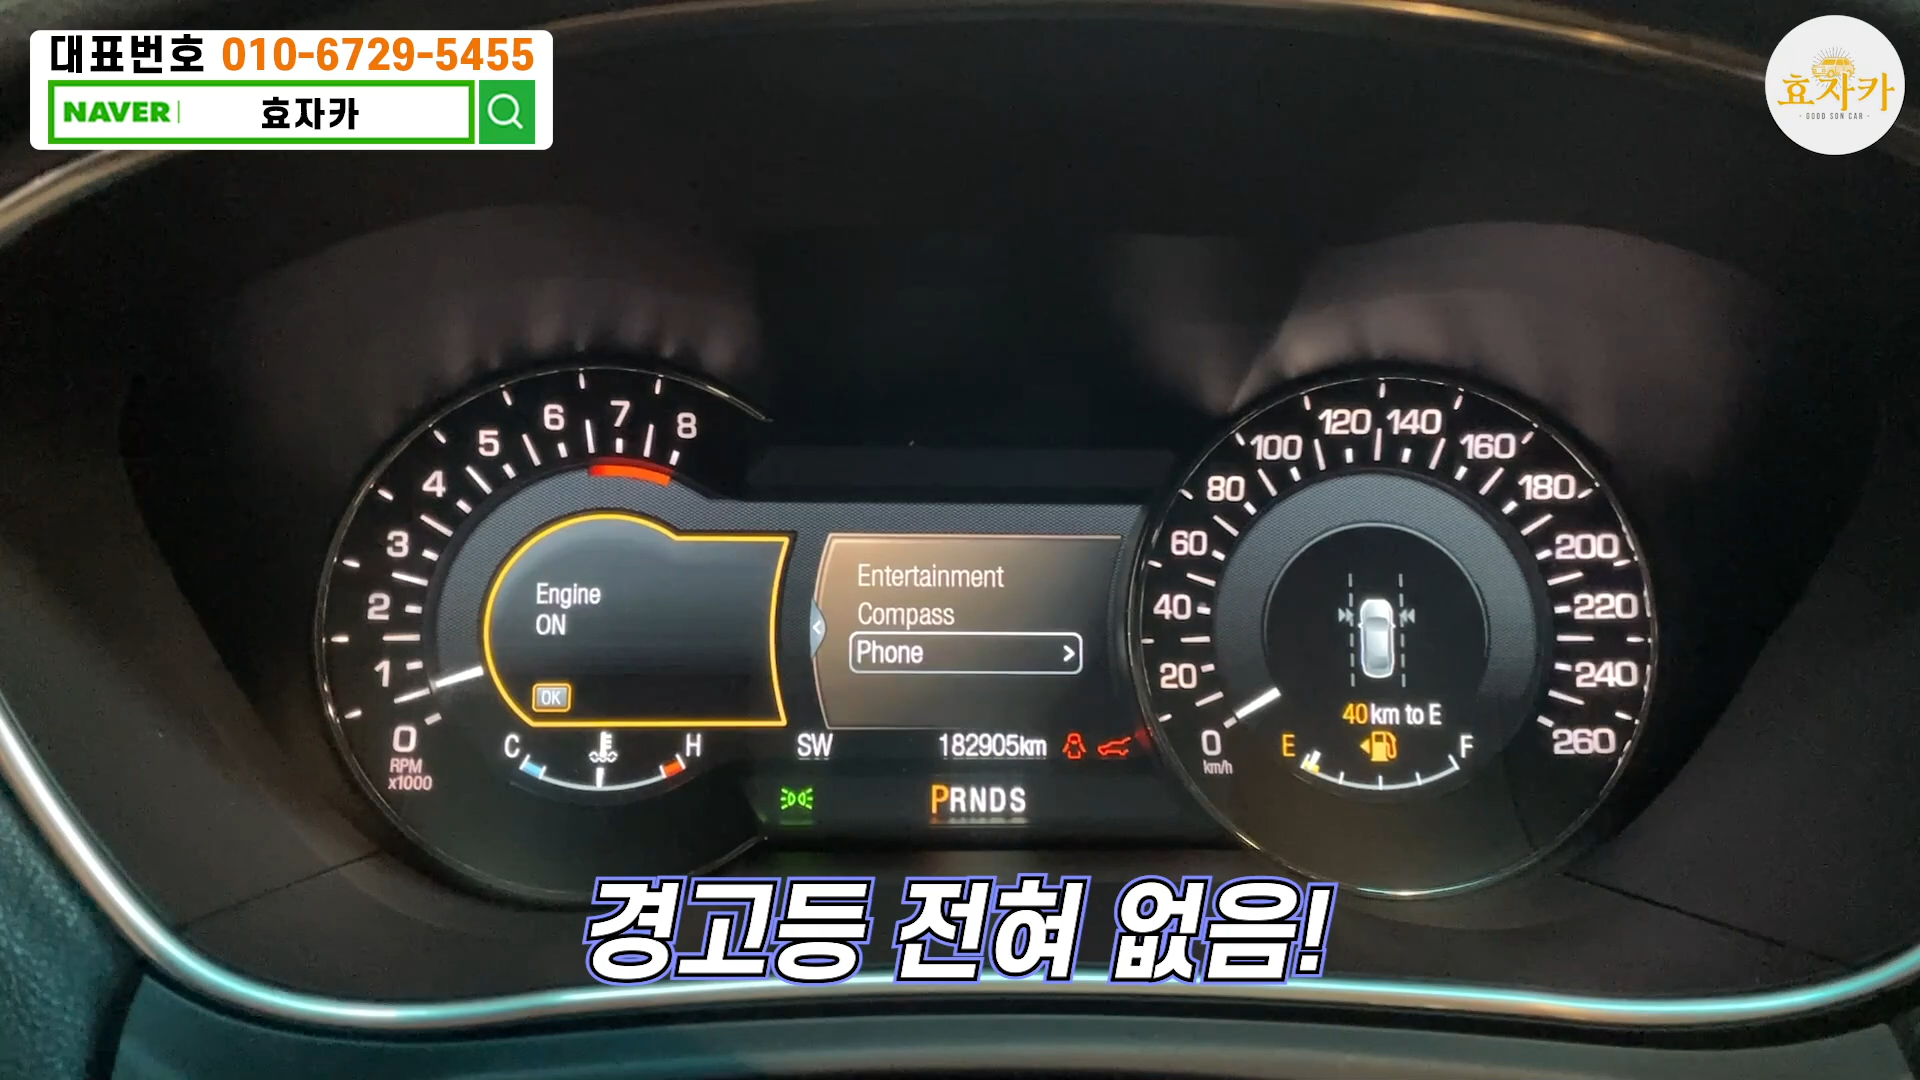 대표번호 010-6729-5455
NAVER 효자카
효자카
- GOOD SON CAR -
0 1 2 3 4 5 6 7 8
RPM
x1000
Engine
ON
OK
C H
Entertainment
Compass
Phone >
SW 182905km
PRNDS
0 20 40 60 80 100 120 140 160 180 200 220 240 260
km/h
40 km to E
E F
경고등 전혀 없음!